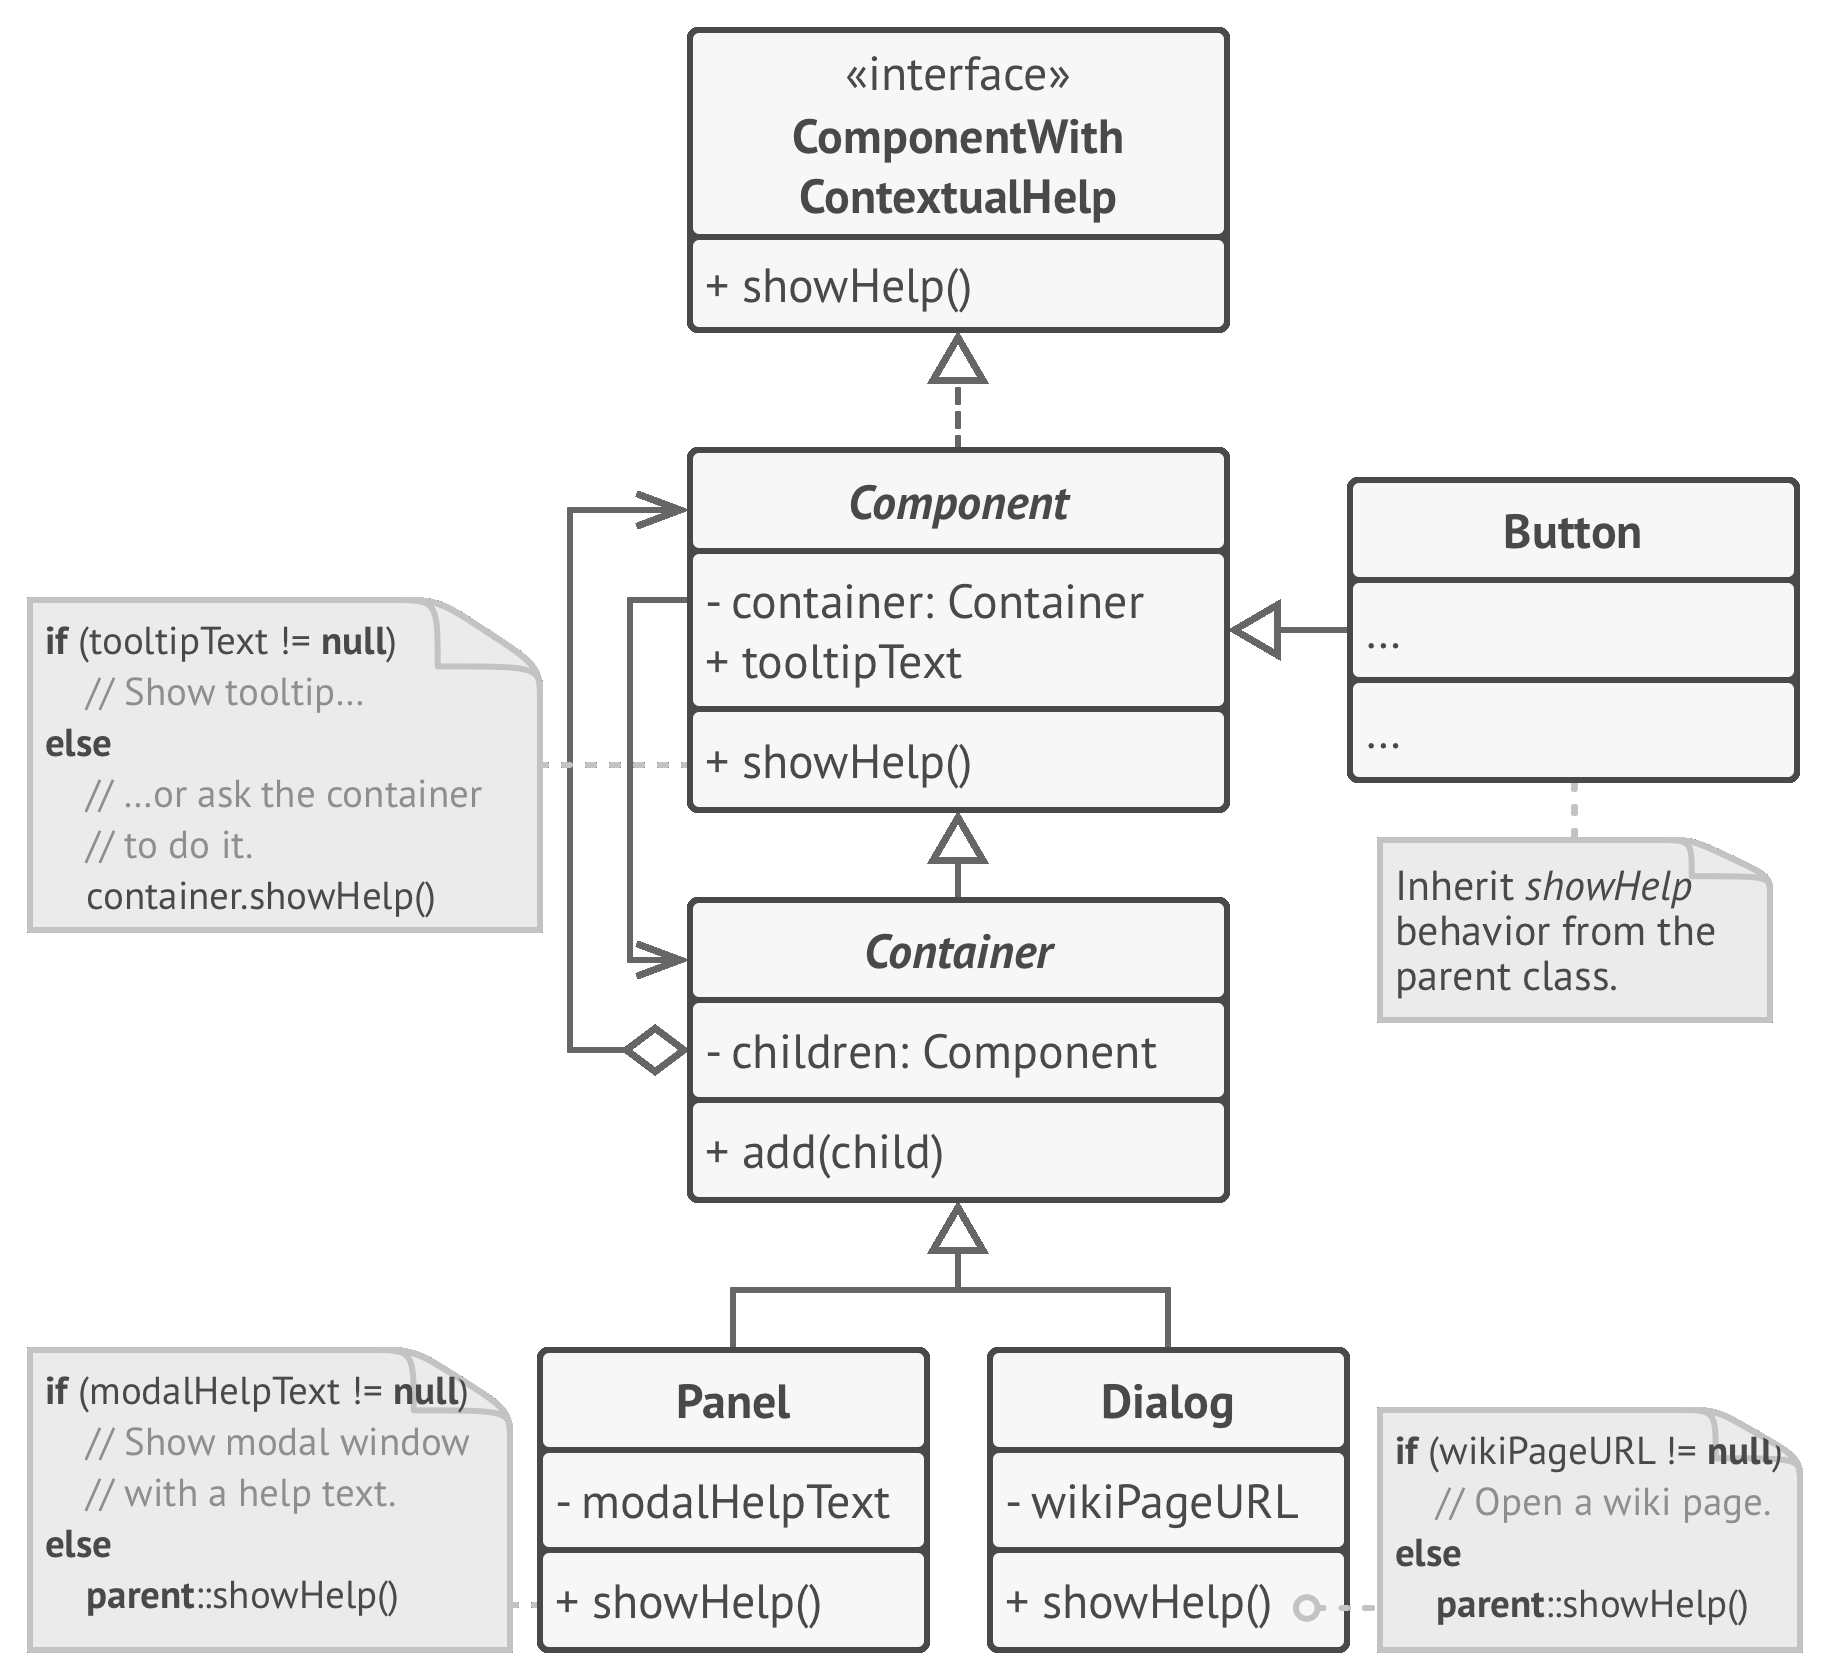 «interface»
ComponentWith
ContextualHelp
+ showHelp()
Component
- container: Container
+ tooltipText
+ showHelp()
Button
...
...
if (tooltipText != null)
// Show tooltip...
else
// ...or ask the container
// to do it.
container.showHelp()
Inherit showHelp
behavior from the
parent class.
Container
- children: Component
+ add(child)
if (modalHelpText != null)
// Show modal window
// with a help text.
else
parent::showHelp()
Panel
- modalHelpText
+ showHelp()
Dialog
- wikiPageURL
+ showHelp()
if (wikiPageURL != null)
// Open a wiki page.
else
parent::showHelp()